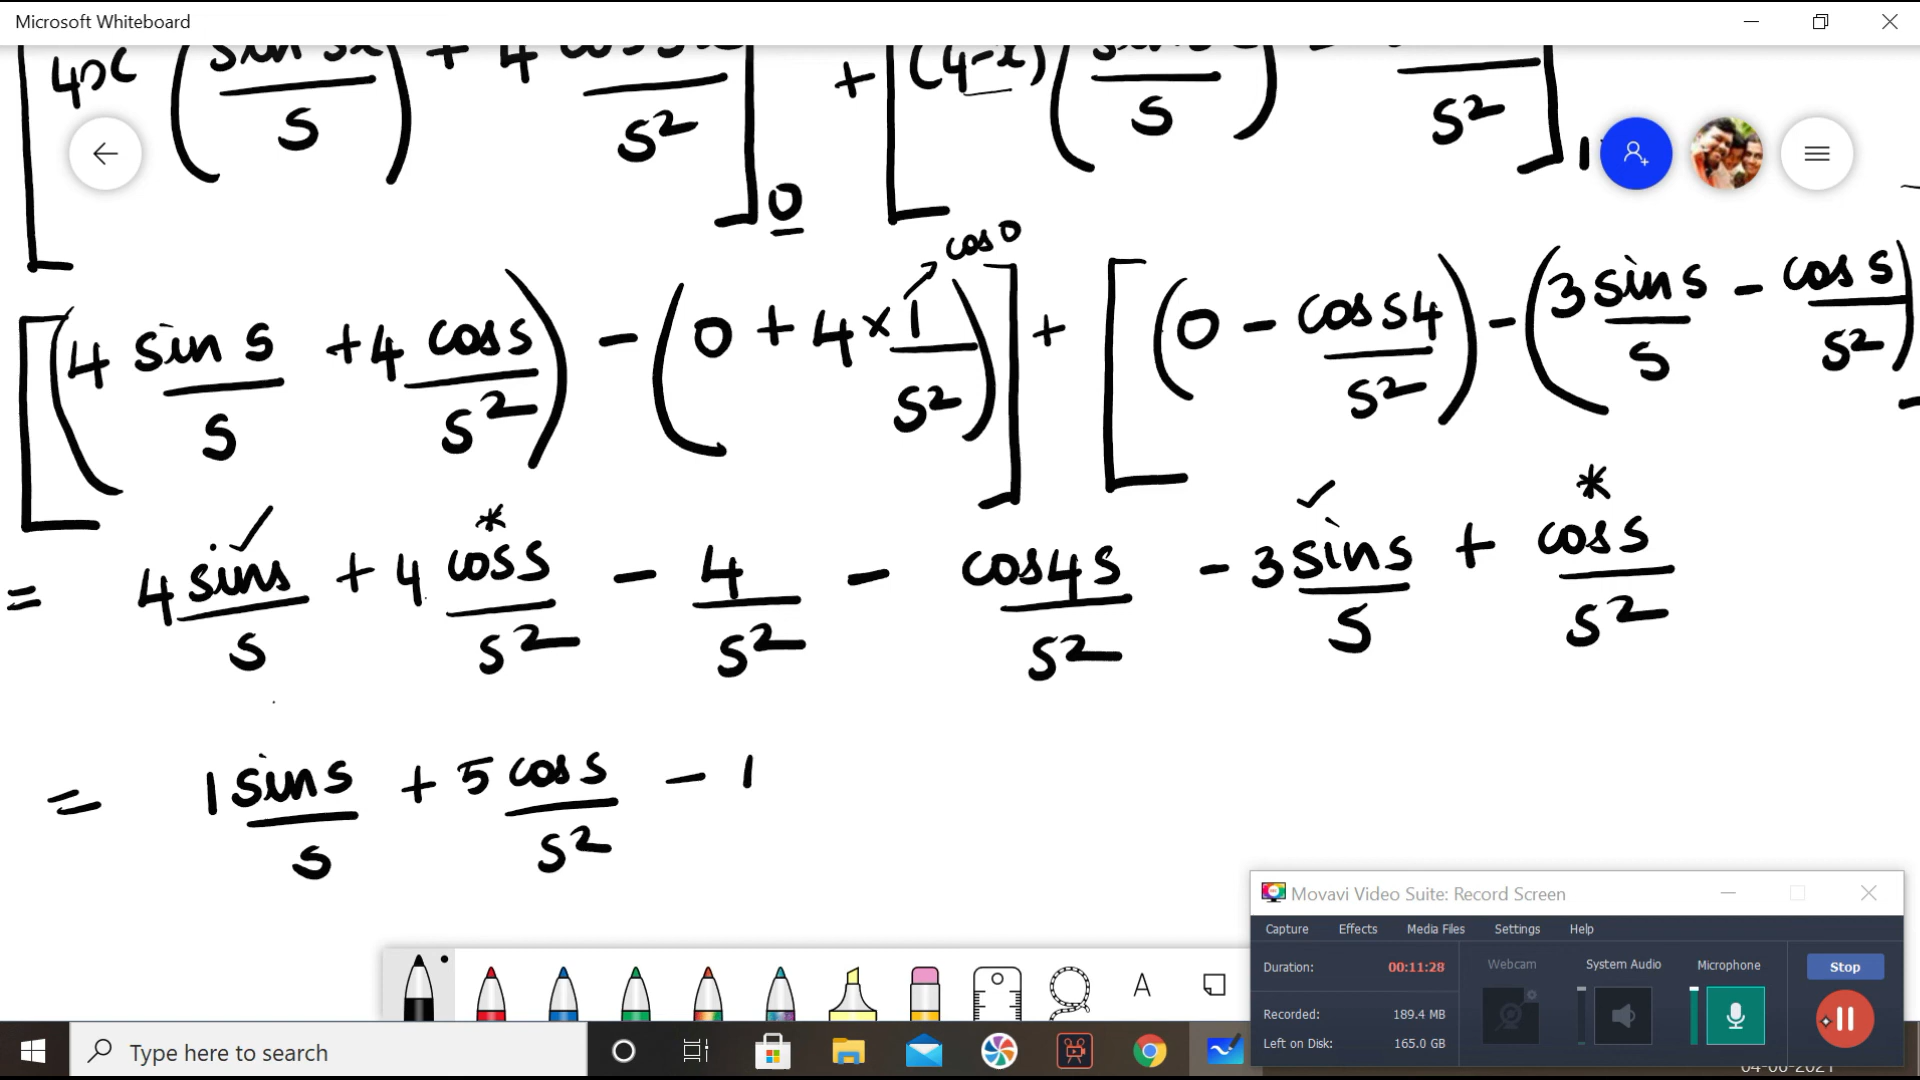 Microsoft Whiteboard
[4x (sin sx / s) + 4 cos sx / s²]₀ + [(4-x) (sin sx / s) - / s²]₁
[(4 sin s / s + 4 cos s / s²) - (0 + 4 × 1 / s²)] + [(0 - cos s4 / s²) - (3 sin s / s - cos s / s²)
cos 0
✓ * ✓ *
= 4 sin s / s + 4 cos s / s² - 4 / s² - cos 4s / s² - 3 sin s / s + cos s / s²
= 1 sin s / s + 5 cos s / s² - 1
Movavi Video Suite: Record Screen
Capture Effects Media Files Settings Help
Duration: 00:11:28
Webcam System Audio Microphone
Stop
Recorded: 189.4 MB
Left on Disk: 165.0 GB
A
Type here to search
04-06-2021